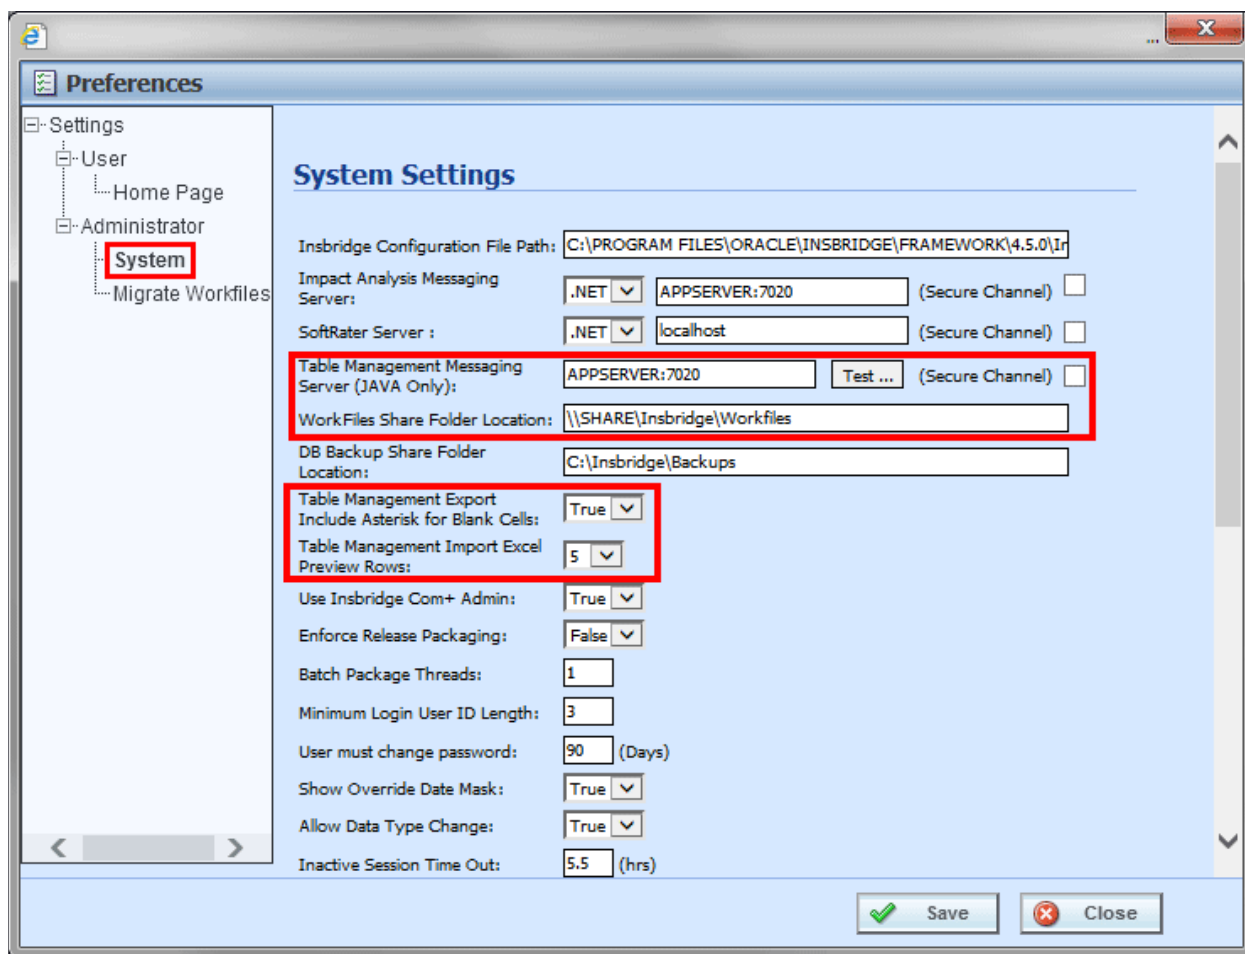 ...
X
Preferences
Settings
User
Home Page
Administrator
System
Migrate Workfiles
System Settings
Insbridge Configuration File Path: C:\PROGRAM FILES\ORACLE\INSBRIDGE\FRAMEWORK\4.5.0\Ir
Impact Analysis Messaging
Server: .NET APPSERVER:7020 (Secure Channel)
SoftRater Server : .NET localhost (Secure Channel)
Table Management Messaging
Server (JAVA Only): APPSERVER:7020 Test ... (Secure Channel)
WorkFiles Share Folder Location: \\SHARE\Insbridge\Workfiles
DB Backup Share Folder
Location: C:\Insbridge\Backups
Table Management Export
Include Asterisk for Blank Cells: True
Table Management Import Excel
Preview Rows: 5
Use Insbridge Com+ Admin: True
Enforce Release Packaging: False
Batch Package Threads: 1
Minimum Login User ID Length: 3
User must change password: 90 (Days)
Show Override Date Mask: True
Allow Data Type Change: True
Inactive Session Time Out: 5.5 (hrs)
Save Close